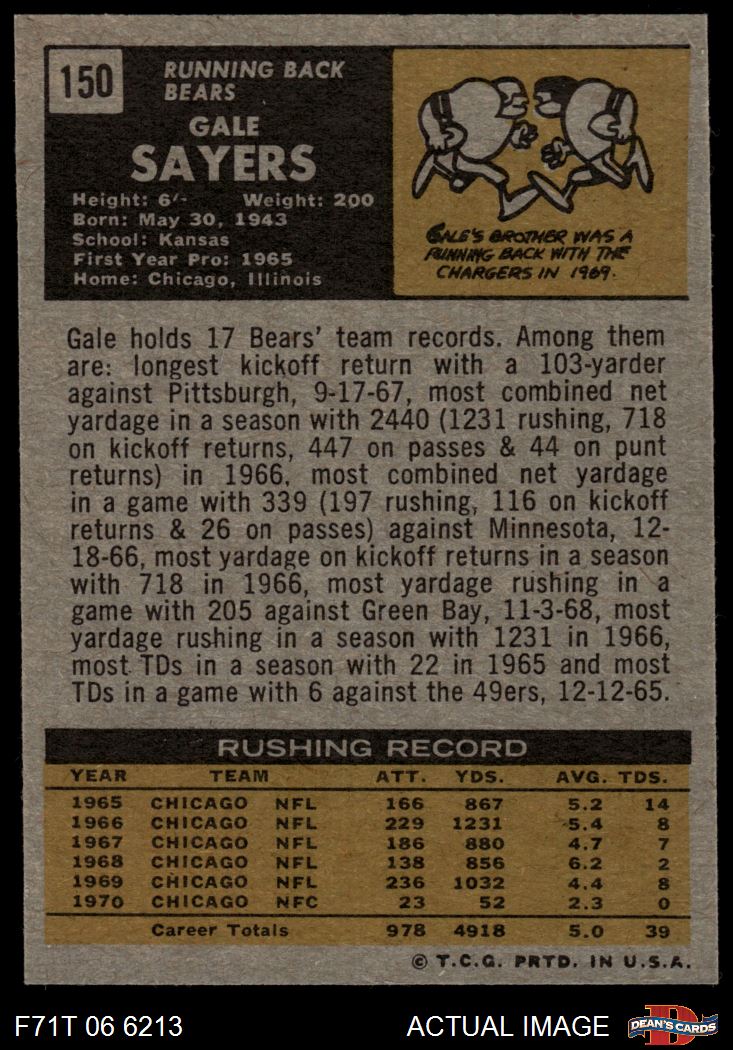 150
RUNNING BACK
BEARS
GALE
SAYERS
Height: 6'- Weight: 200
Born: May 30, 1943
School: Kansas
First Year Pro: 1965
Home: Chicago, Illinois
GALE'S BROTHER WAS A
RUNNING BACK WITH THE
CHARGERS IN 1969.
Gale holds 17 Bears' team records. Among them
are: longest kickoff return with a 103-yarder
against Pittsburgh, 9-17-67, most combined net
yardage in a season with 2440 (1231 rushing, 718
on kickoff returns, 447 on passes & 44 on punt
returns) in 1966, most combined net yardage
in a game with 339 (197 rushing, 116 on kickoff
returns & 26 on passes) against Minnesota, 12-
18-66, most yardage on kickoff returns in a season
with 718 in 1966, most yardage rushing in a
game with 205 against Green Bay, 11-3-68, most
yardage rushing in a season with 1231 in 1966,
most TDs in a season with 22 in 1965 and most
TDs in a game with 6 against the 49ers, 12-12-65.
RUSHING RECORD
YEAR TEAM ATT. YDS. AVG. TDS.
1965 CHICAGO NFL 166 867 5.2 14
1966 CHICAGO NFL 229 1231 5.4 8
1967 CHICAGO NFL 186 880 4.7 7
1968 CHICAGO NFL 138 856 6.2 2
1969 CHICAGO NFL 236 1032 4.4 8
1970 CHICAGO NFC 23 52 2.3 0
Career Totals 978 4918 5.0 39
© T.C.G. PRTD. IN U.S.A.
F71T 06 6213 ACTUAL IMAGE D DEAN'S CARDS